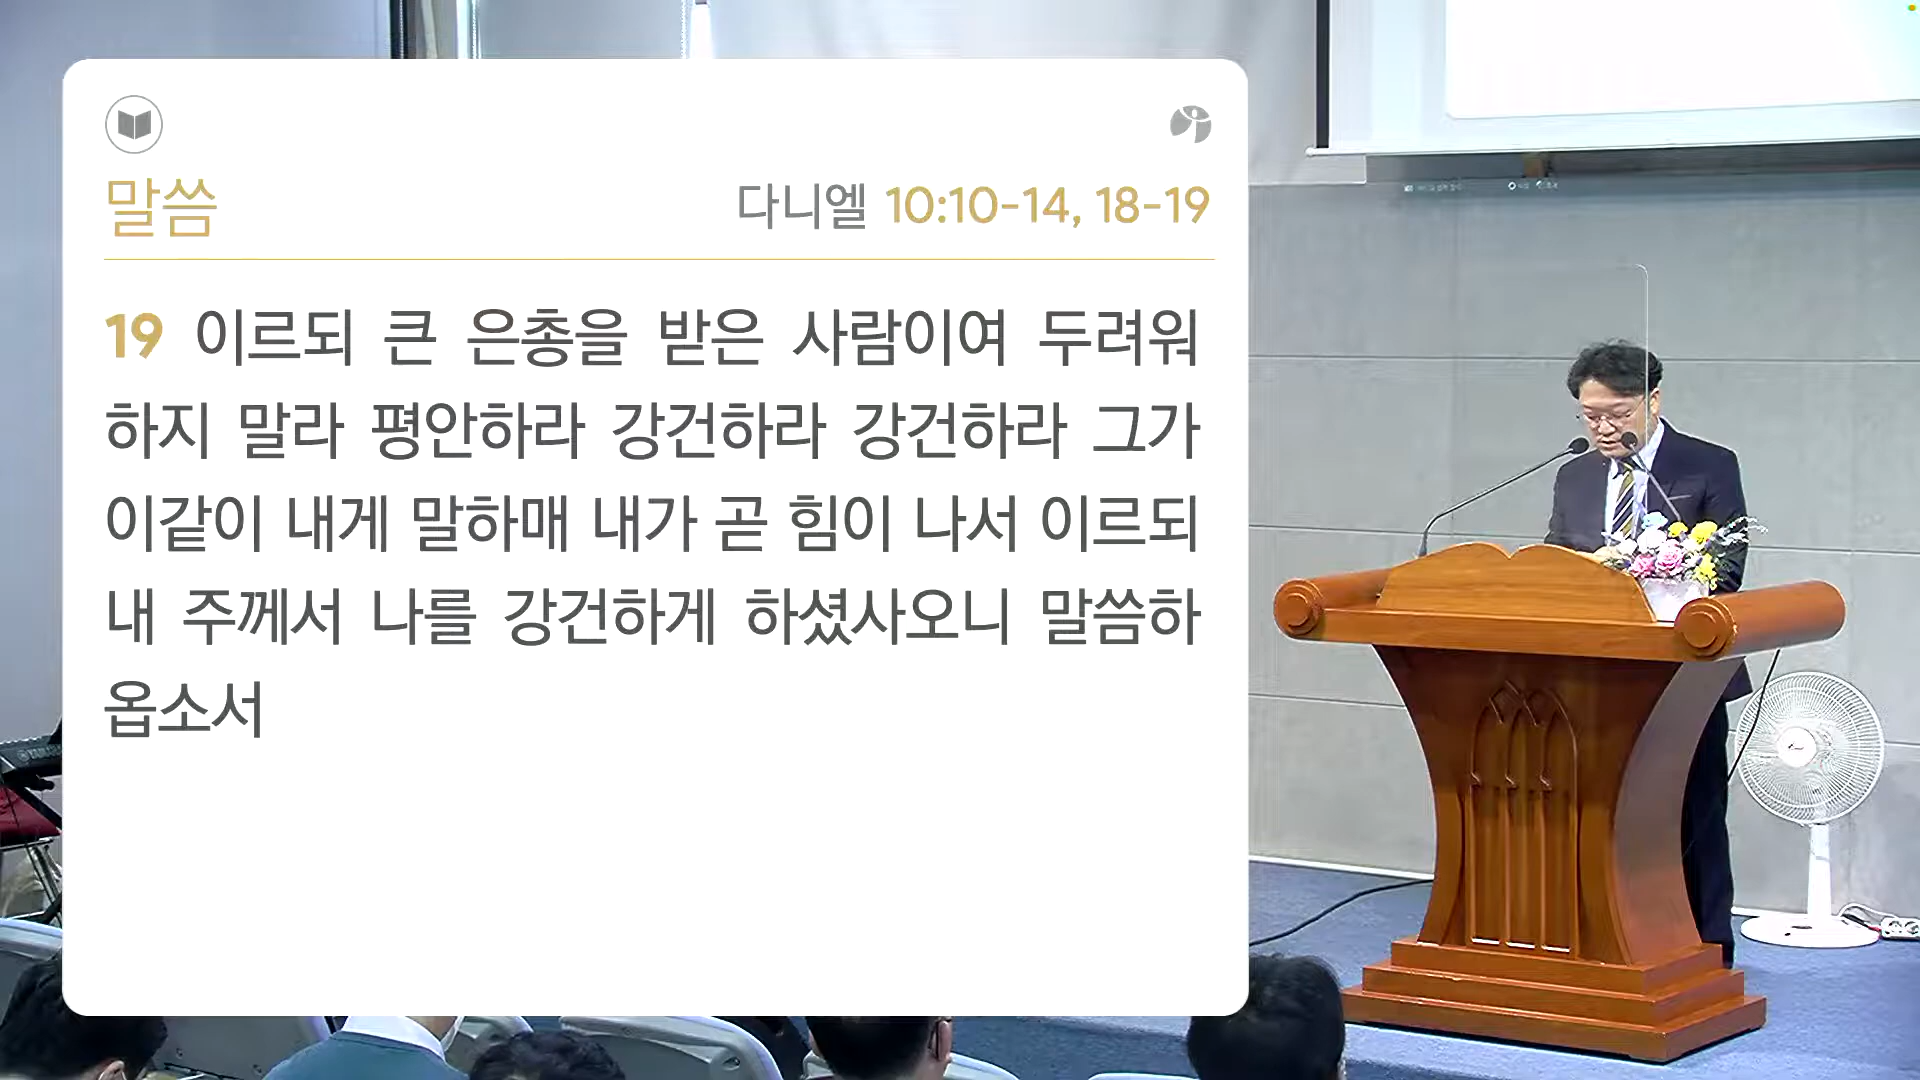 말씀
다니엘 10:10-14, 18-19
19 이르되 큰 은총을 받은 사람이여 두려워
하지 말라 평안하라 강건하라 강건하라 그가
이같이 내게 말하매 내가 곧 힘이 나서 이르되
내 주께서 나를 강건하게 하셨사오니 말씀하
옵소서